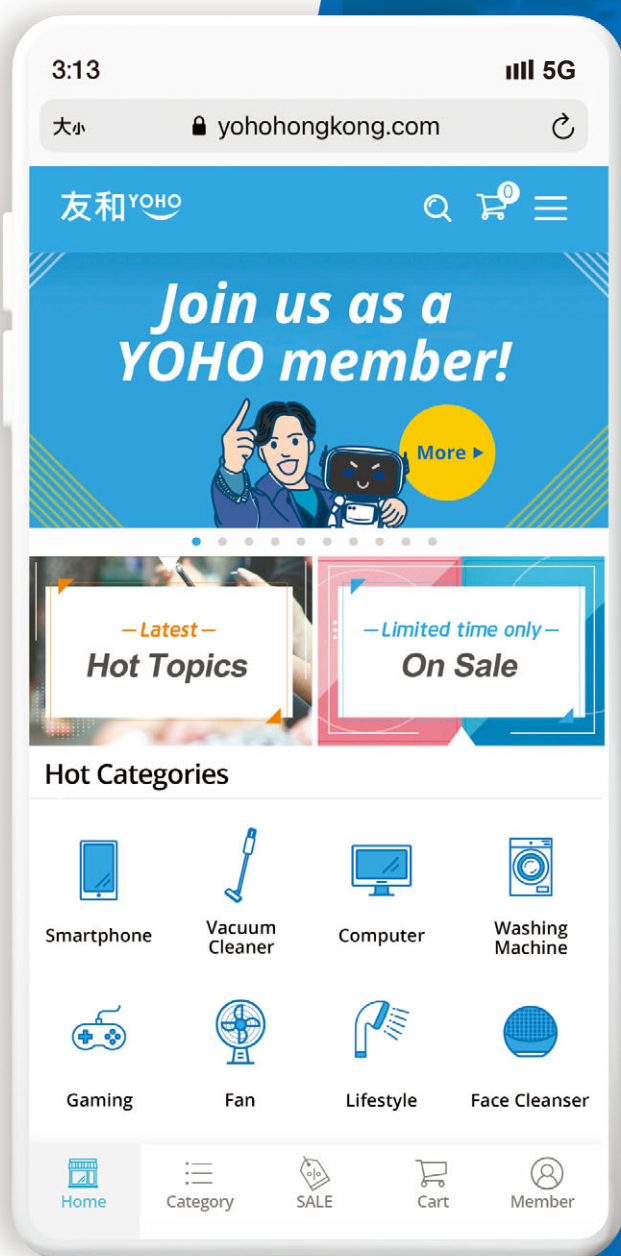 3:13
5G
大小
yohohongkong.com
友和YOHO
0
Join us as a
YOHO member!
More
Latest
Hot Topics
Limited time only
On Sale
Hot Categories
Smartphone
Vacuum
Cleaner
Computer
Washing
Machine
Gaming
Fan
Lifestyle
Face Cleanser
Home
Category
SALE
Cart
Member